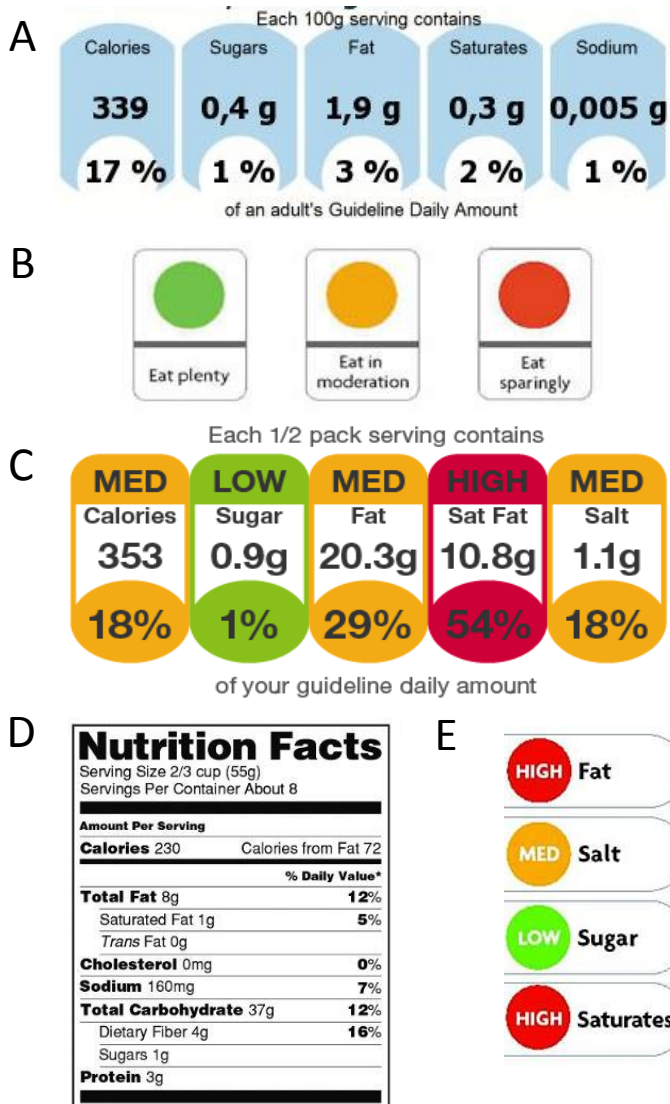 A
Each 100g serving contains
Calories Sugars Fat Saturates Sodium
339 0,4 g 1,9 g 0,3 g 0,005 g
17 % 1 % 3 % 2 % 1 %
of an adult's Guideline Daily Amount
B
Eat plenty
Eat in
moderation
Eat
sparingly
C
Each 1/2 pack serving contains
MED LOW MED HIGH MED
Calories Sugar Fat Sat Fat Salt
353 0.9g 20.3g 10.8g 1.1g
18% 1% 29% 54% 18%
of your guideline daily amount
D
Nutrition Facts
Serving Size 2/3 cup (55g)
Servings Per Container About 8
Amount Per Serving
Calories 230 Calories from Fat 72
% Daily Value*
Total Fat 8g 12%
Saturated Fat 1g 5%
Trans Fat 0g
Cholesterol 0mg 0%
Sodium 160mg 7%
Total Carbohydrate 37g 12%
Dietary Fiber 4g 16%
Sugars 1g
Protein 3g
E
HIGH Fat
MED Salt
LOW Sugar
HIGH Saturates